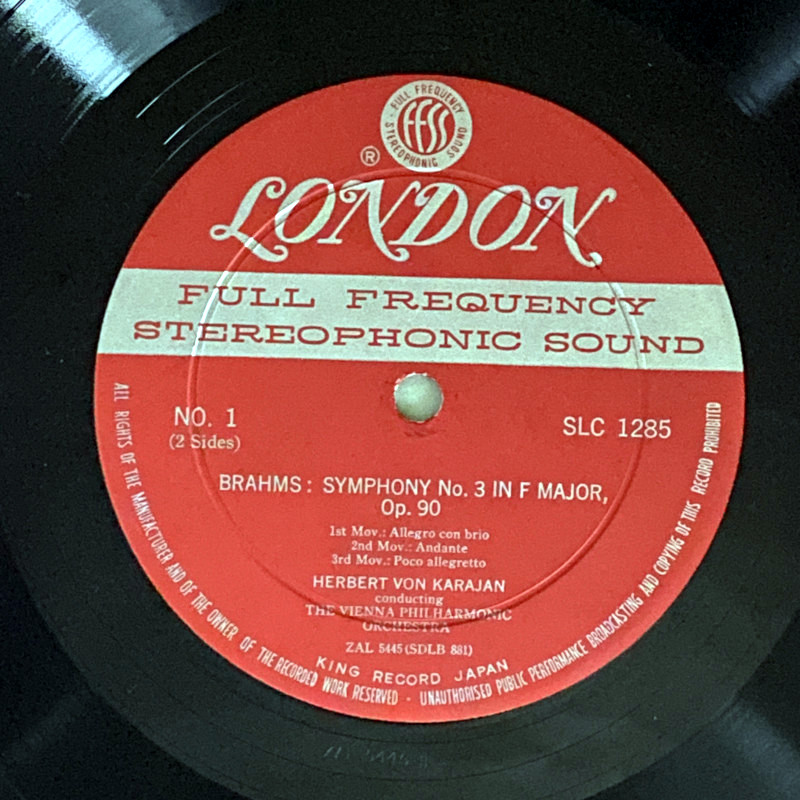 FULL FREQUENCY
FFSS
STEREOPHONIC SOUND
®
LONDON
FULL FREQUENCY
STEREOPHONIC SOUND
NO. 1
(2 Sides)
SLC 1285
BRAHMS : SYMPHONY No. 3 IN F MAJOR,
Op. 90
1st Mov.: Allegro con brio
2nd Mov.: Andante
3rd Mov.: Poco allegretto
HERBERT VON KARAJAN
conducting
THE VIENNA PHILHARMONIC
ORCHESTRA
ZAL 5445 (SDLB 881)
KING RECORD JAPAN
ALL RIGHTS OF THE MANUFACTURER AND OF THE OWNER OF THE RECORDED WORK RESERVED - UNAUTHORISED PUBLIC PERFORMANCE BROADCASTING AND COPYING OF THIS RECORD PROHIBITED